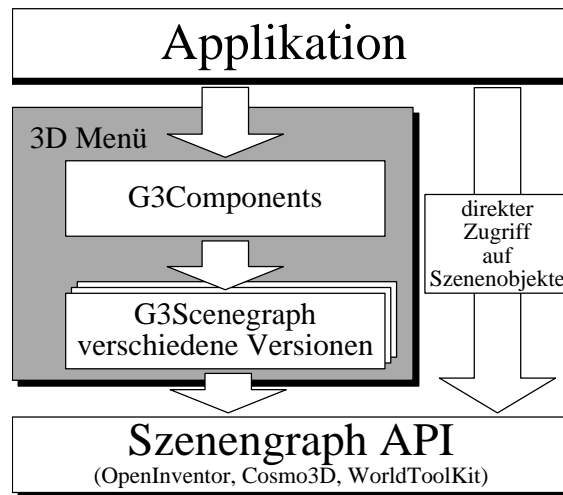 Applikation
3D Menü
G3Components
direkter
Zugriff
auf
Szenenobjekte
G3Scenegraph
verschiedene Versionen
Szenengraph API
(OpenInventor, Cosmo3D, WorldToolKit)